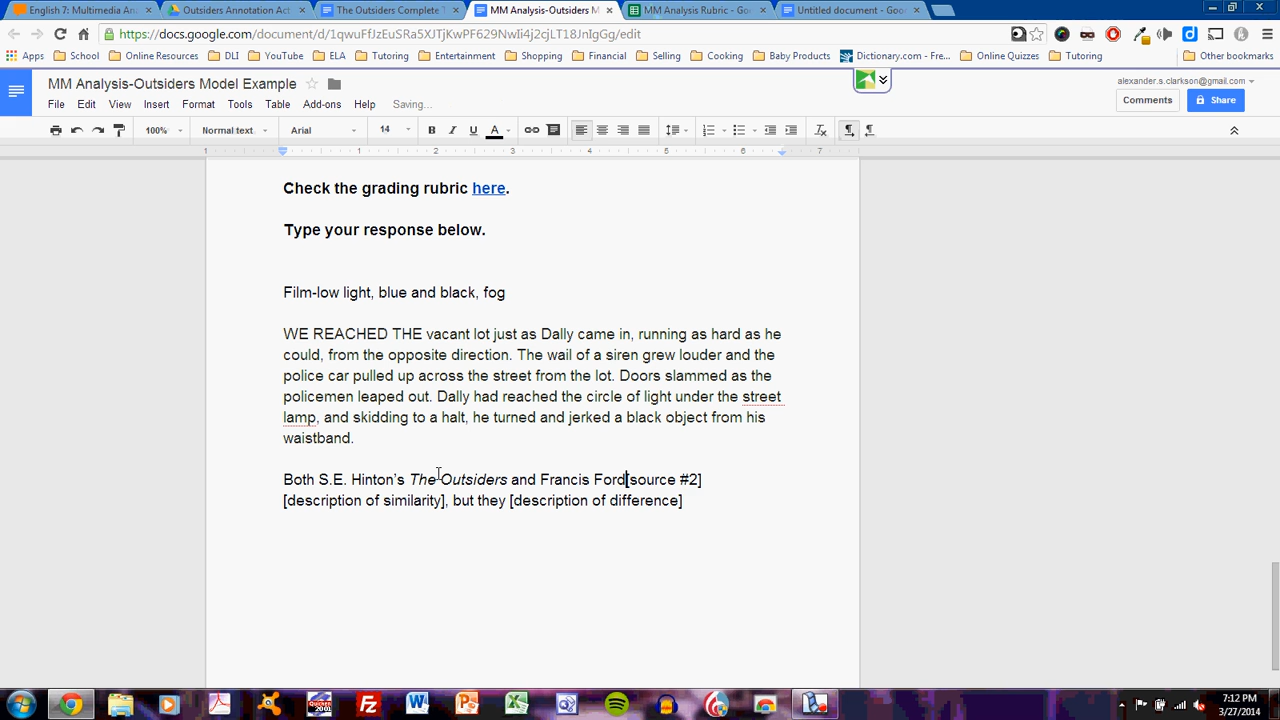 English 7: Multimedia An
Outsiders Annotation Act
The Outsiders Complete T
MM Analysis-Outsiders M
MM Analysis Rubric - Goo
Untitled document - Goo
Apps School Online Resources DLI YouTube ELA Tutoring Entertainment Shopping Financial Selling Cooking Baby Products Dictionary.com - Fre... Online Quizzes Tutoring Other bookmarks
MM Analysis-Outsiders Model Example
alexander.s.clarkson@gmail.com
File Edit View Insert Format Tools Table Add-ons Help Saving...
Comments Share
100% Normal text Arial 14 B I U A
1 1 2 3 4 5 6 7
Check the grading rubric here.
Type your response below.
Film-low light, blue and black, fog
WE REACHED THE vacant lot just as Dally came in, running as hard as he
could, from the opposite direction. The wail of a siren grew louder and the
police car pulled up across the street from the lot. Doors slammed as the
policemen leaped out. Dally had reached the circle of light under the street
lamp, and skidding to a halt, he turned and jerked a black object from his
waistband.
Both S.E. Hinton's The Outsiders and Francis Ford[source #2]
[description of similarity], but they [description of difference]
7:12 PM
3/27/2014